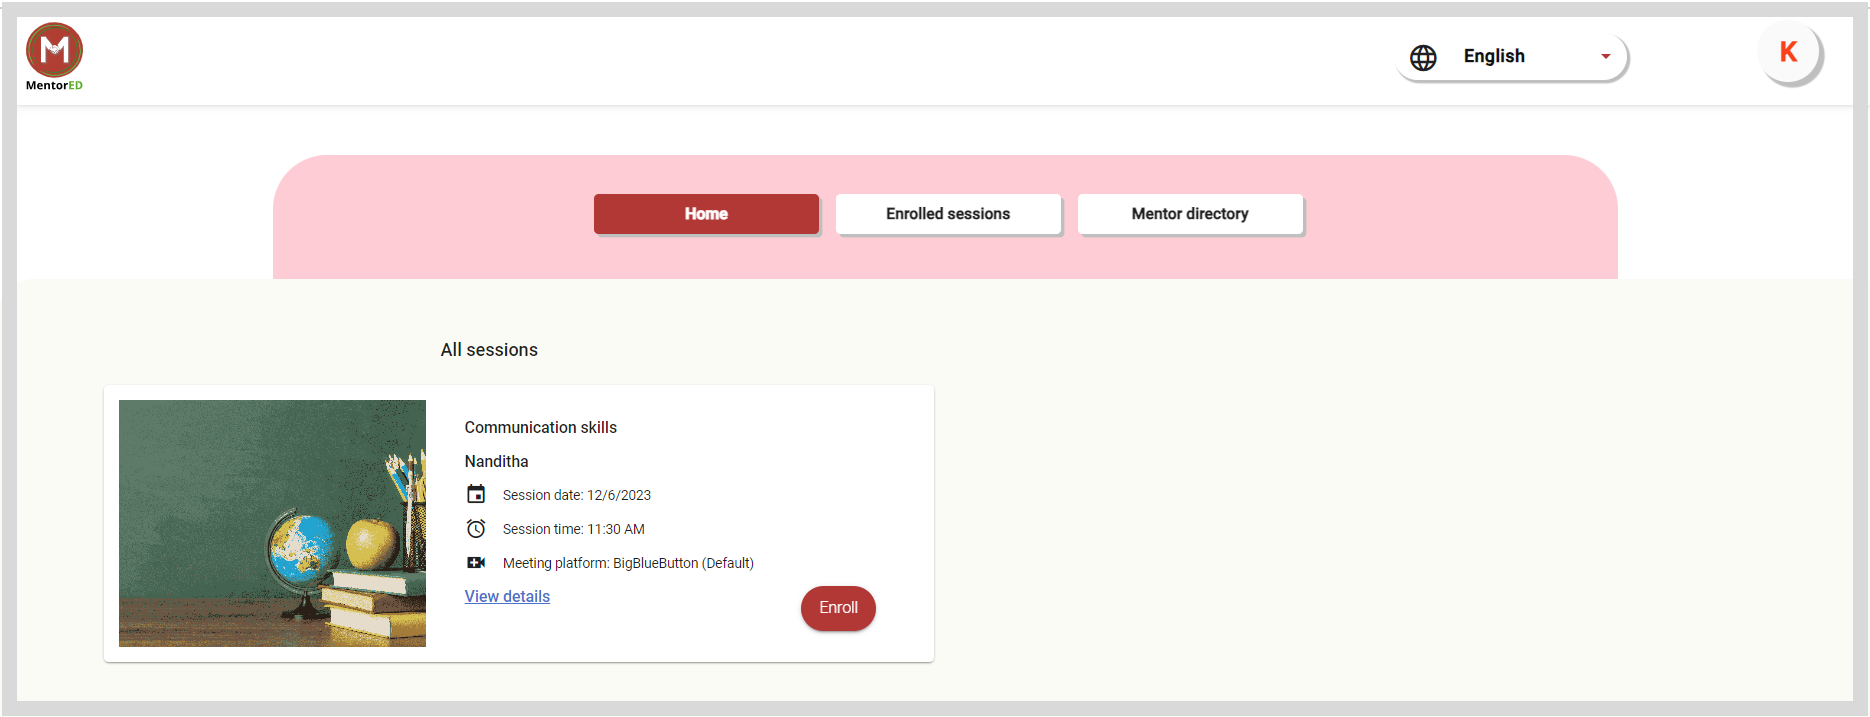 M
MentorED
English
K
Home
Enrolled sessions
Mentor directory
All sessions
Communication skills
Nanditha
Session date: 12/6/2023
Session time: 11:30 AM
Meeting platform: BigBlueButton (Default)
View details
Enroll